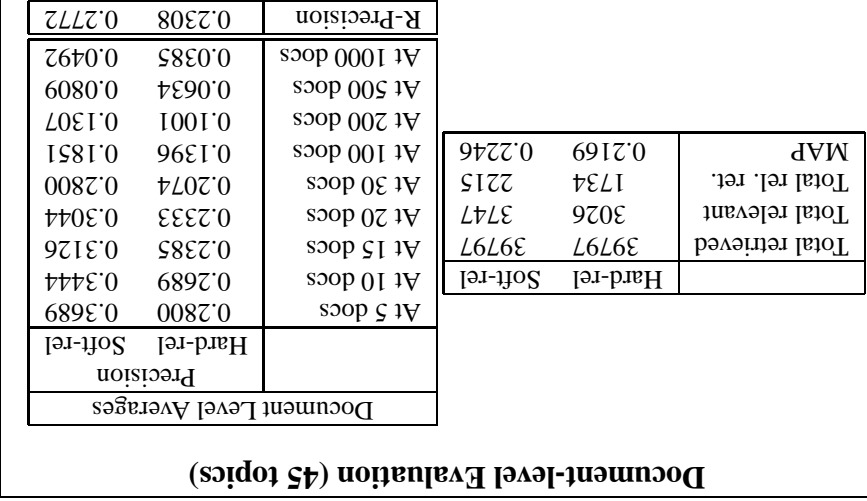 Document-level Evaluation (45 topics)
Hard-rel Soft-rel
Total retrieved 39797 39797
Total relevant 3026 3747
Total rel. ret. 1734 2215
MAP 0.2169 0.2246
Document Level Averages
Precision
Hard-rel Soft-rel
At 5 docs 0.2800 0.3689
At 10 docs 0.2689 0.3444
At 15 docs 0.2385 0.3126
At 20 docs 0.2333 0.3044
At 30 docs 0.2074 0.2800
At 100 docs 0.1396 0.1851
At 200 docs 0.1001 0.1307
At 500 docs 0.0634 0.0809
At 1000 docs 0.0385 0.0492
R-Precision 0.2308 0.2772